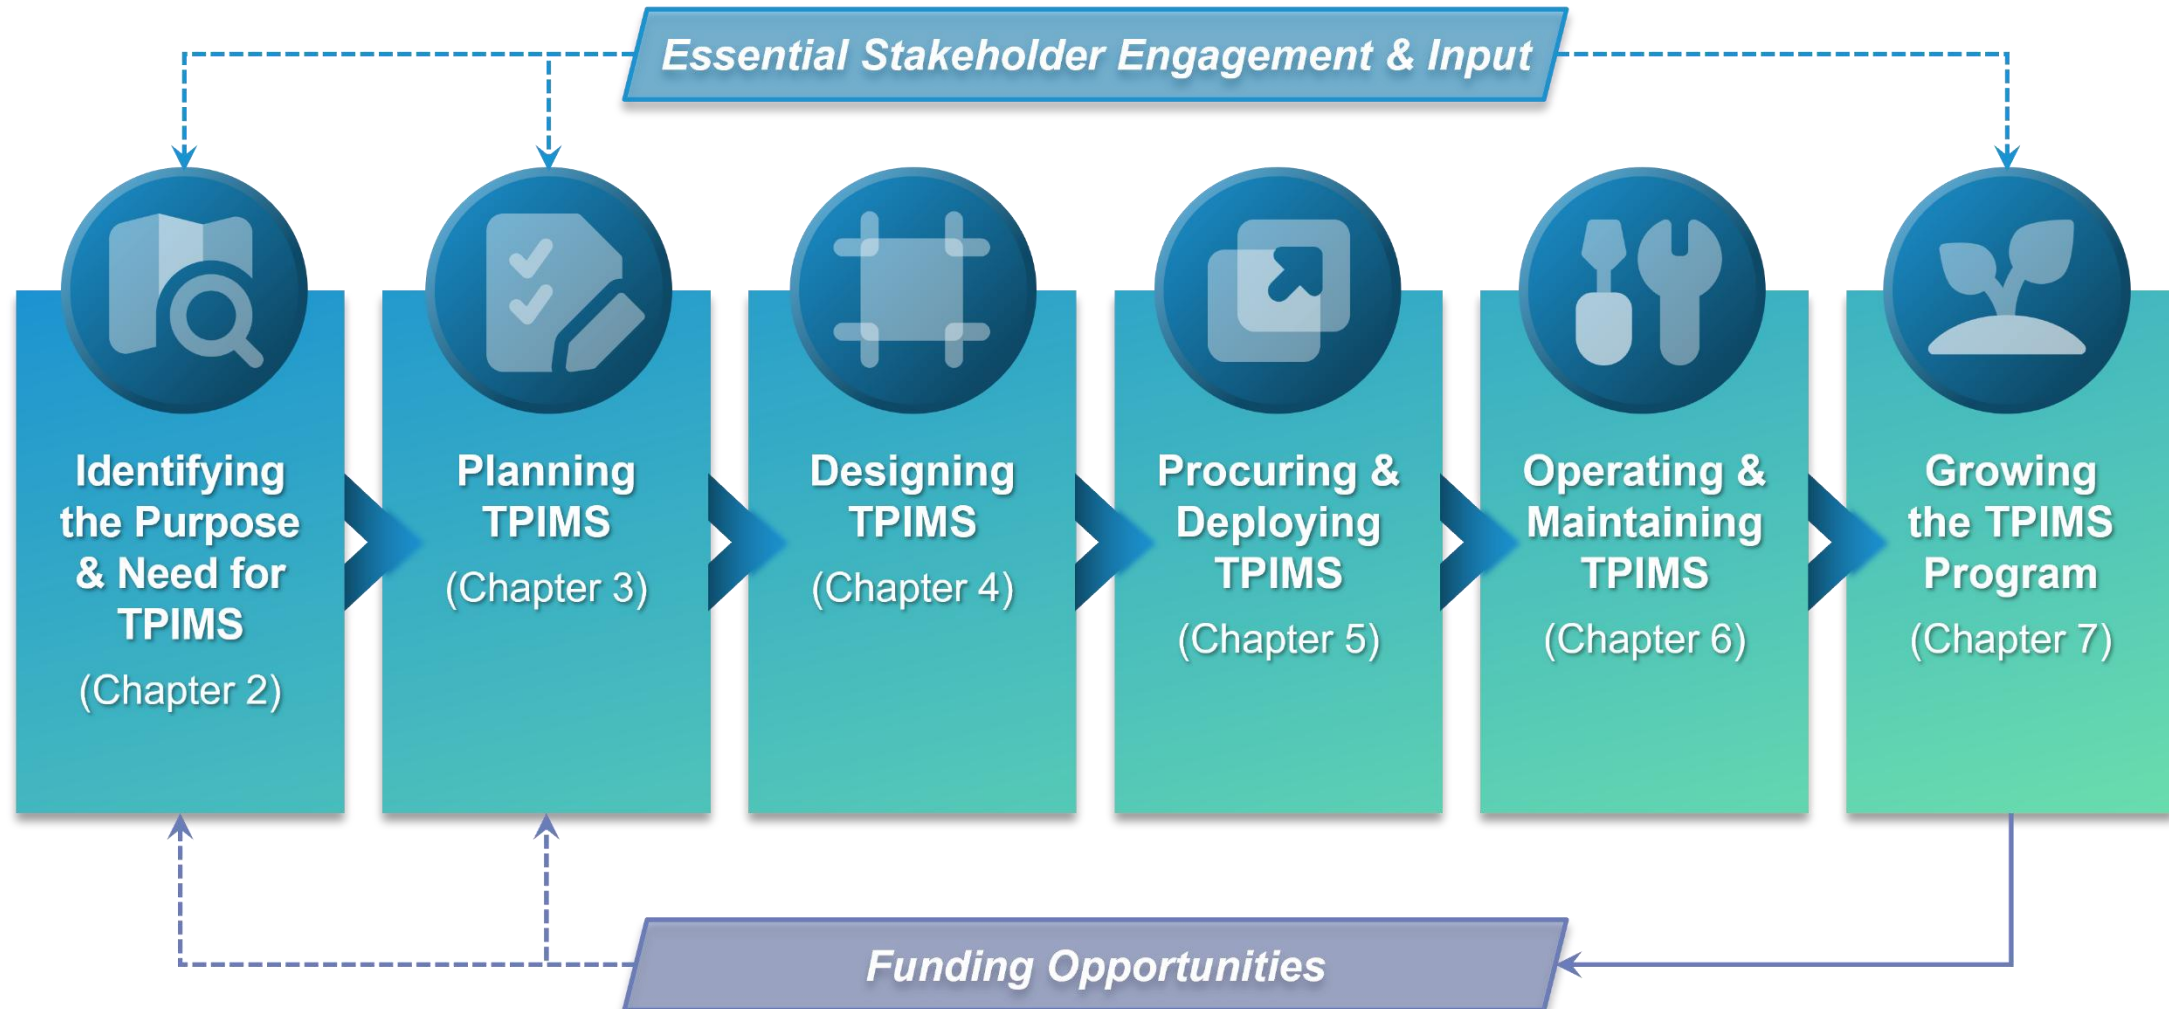 Essential Stakeholder Engagement & Input
Identifying
the Purpose
& Need for
TPIMS
(Chapter 2)
Planning
TPIMS
(Chapter 3)
Designing
TPIMS
(Chapter 4)
Procuring &
Deploying
TPIMS
(Chapter 5)
Operating &
Maintaining
TPIMS
(Chapter 6)
Growing
the TPIMS
Program
(Chapter 7)
Funding Opportunities